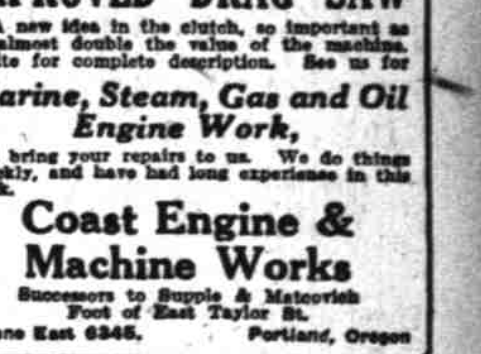 DRAG SAW
A new idea in the clutch, so important as
almost double the value of the machine.
ite for complete description. See us for
arine, Steam, Gas and Oil
Engine Work,
bring your repairs to us. We do things
kly, and have had long experience in this
k.
Coast Engine &
Machine Works
Successors to Supple & Matcovich
Foot of East Taylor St.
one East 6345. Portland, Oregon